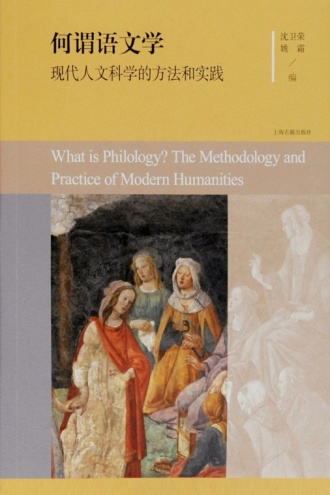 何谓语文学
现代人文科学的方法和实践
沈卫荣
姚霜
／
编
上海古籍出版社
What is Philology? The Methodology and
Practice of Modern Humanities